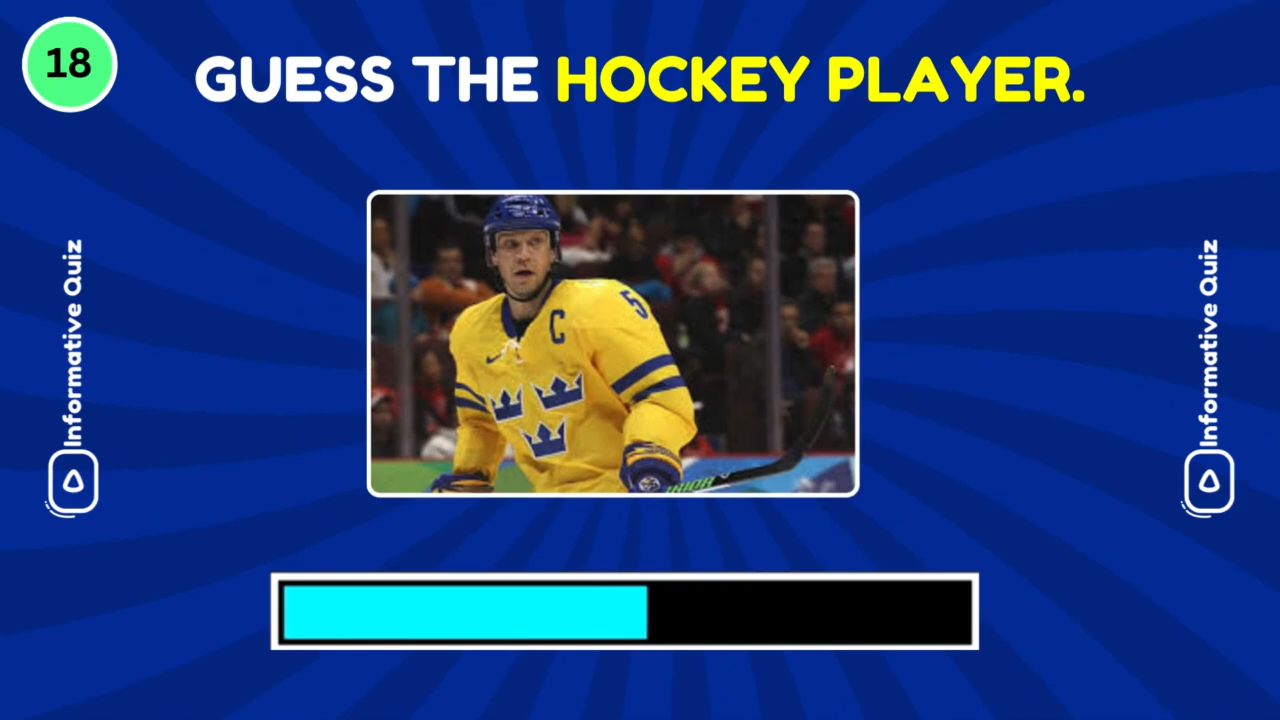 18
GUESS THE HOCKEY PLAYER.
Informative Quiz
C
5
Informative Quiz